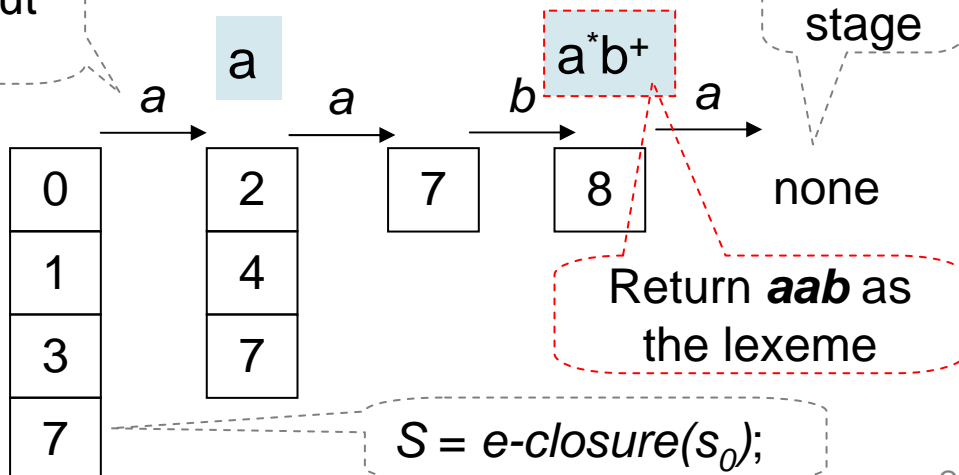 stage
a
a*b+
a
a
b
a
0
2
7
8
none
1
4
Return aab as
the lexeme
3
7
7
S = e-closure(s0);